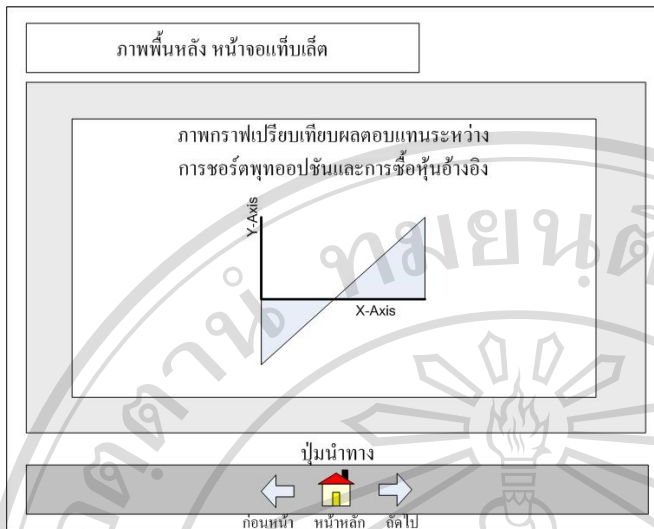 ภาพพื้นหลัง หน้าจอแท็บเล็ต
ภาพกราฟเปรียบเทียบผลตอบแทนระหว่าง
การชอร์ตพุทออปชันและการซื้อหุ้นอ้างอิง
Y-Axis
X-Axis
ปุ่มนำทาง
ก่อนหน้า หน้าหลัก ถัดไป